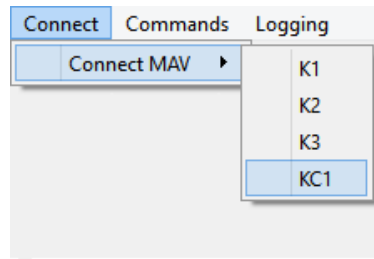 Connect Commands Logging
Connect MAV
K1
K2
K3
KC1